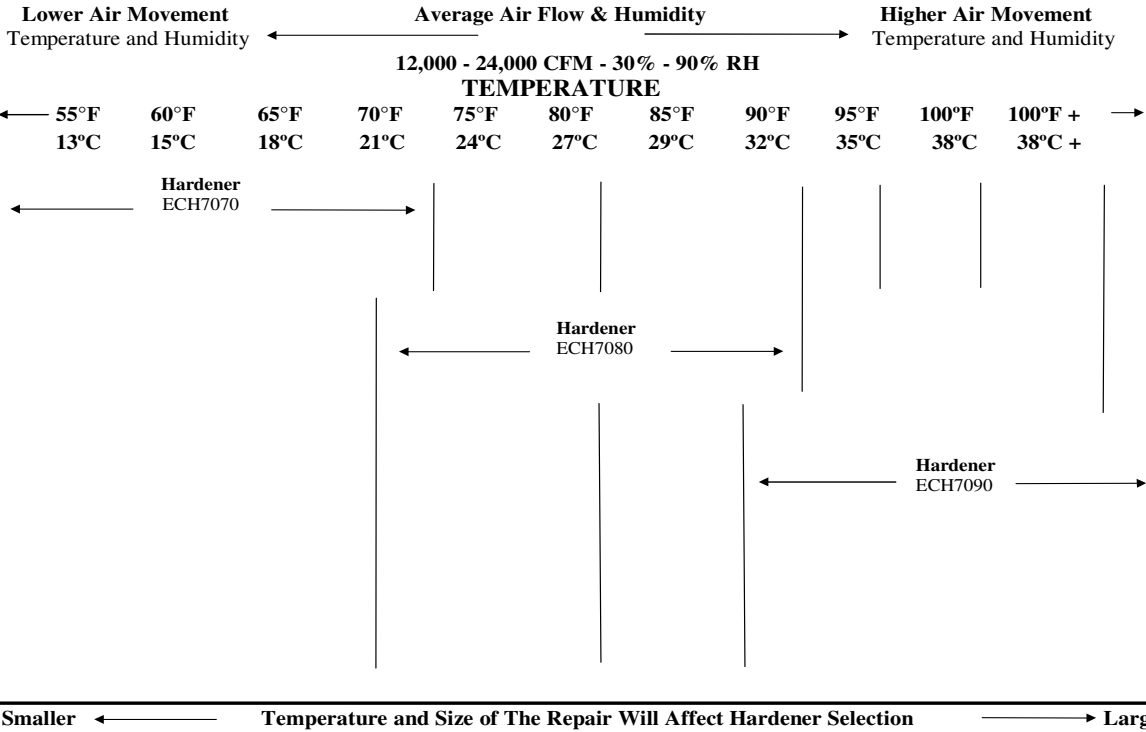 Lower Air Movement Average Air Flow & Humidity Higher Air Movement
Temperature and Humidity Temperature and Humidity
12,000 - 24,000 CFM - 30% - 90% RH
TEMPERATURE
55°F 60°F 65°F 70°F 75°F 80°F 85°F 90°F 95°F 100ºF 100ºF +
13ºC 15ºC 18ºC 21ºC 24ºC 27ºC 29ºC 32ºC 35ºC 38ºC 38ºC +
Hardener
ECH7070
Hardener
ECH7080
Hardener
ECH7090
Smaller Temperature and Size of The Repair Will Affect Hardener Selection Larg